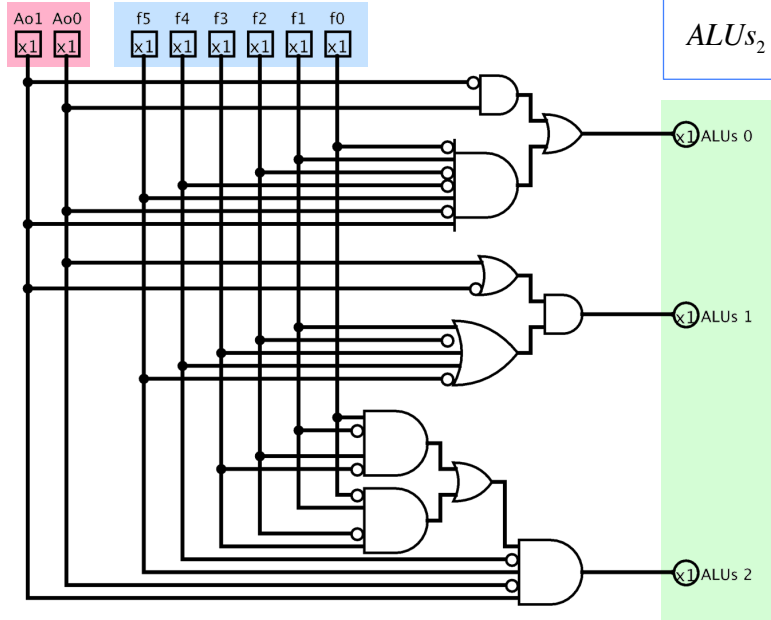 Ao1 Ao0 f5 f4 f3 f2 f1 f0
x1 x1 x1 x1 x1 x1 x1 x1
ALUs₂
x1 ALUs 0
x1 ALUs 1
x1 ALUs 2